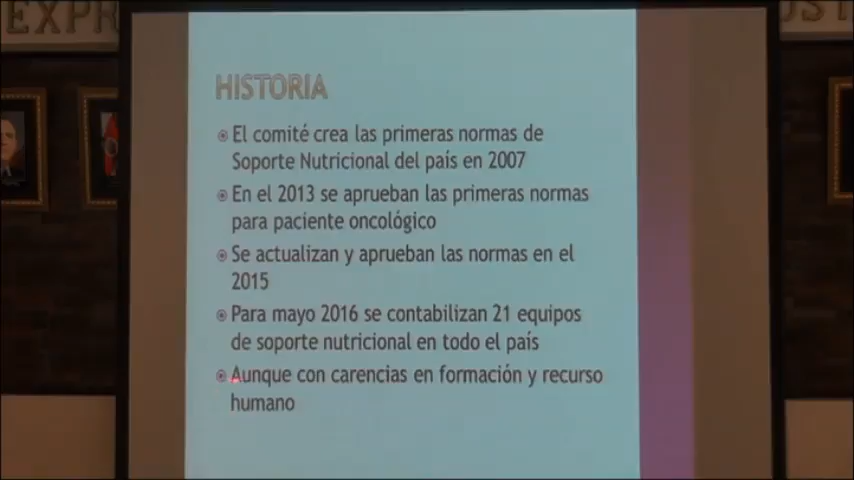 HISTORIA
El comité crea las primeras normas de
Soporte Nutricional del país en 2007
En el 2013 se aprueban las primeras normas
para paciente oncológico
Se actualizan y aprueban las normas en el
2015
Para mayo 2016 se contabilizan 21 equipos
de soporte nutricional en todo el país
Aunque con carencias en formación y recurso
humano